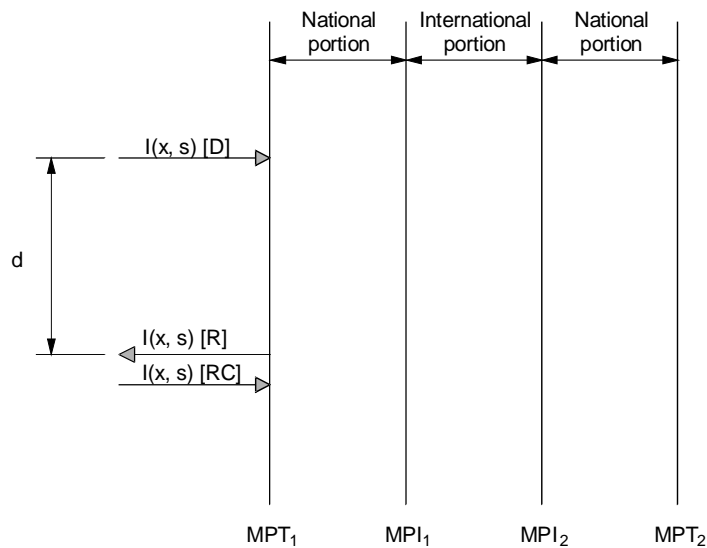 National portion
International portion
National portion
I(x, s) [D]
d
I(x, s) [R]
I(x, s) [RC]
MPT1 MPI1 MPI2 MPT2